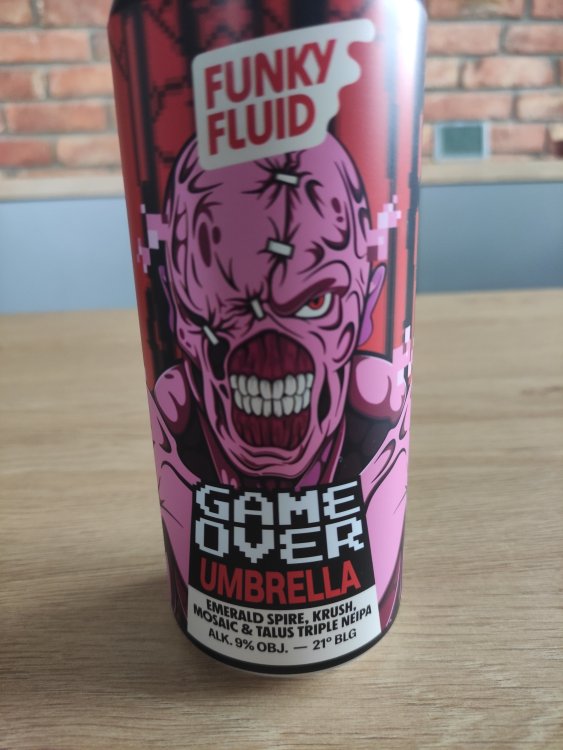 FUNKY
FLUID
GAME
OVER
UMBRELLA
EMERALD SPIRE, KRUSH,
MOSAIC & TALUS TRIPLE NEIPA
ALK. 9% OBJ. — 21° BLG